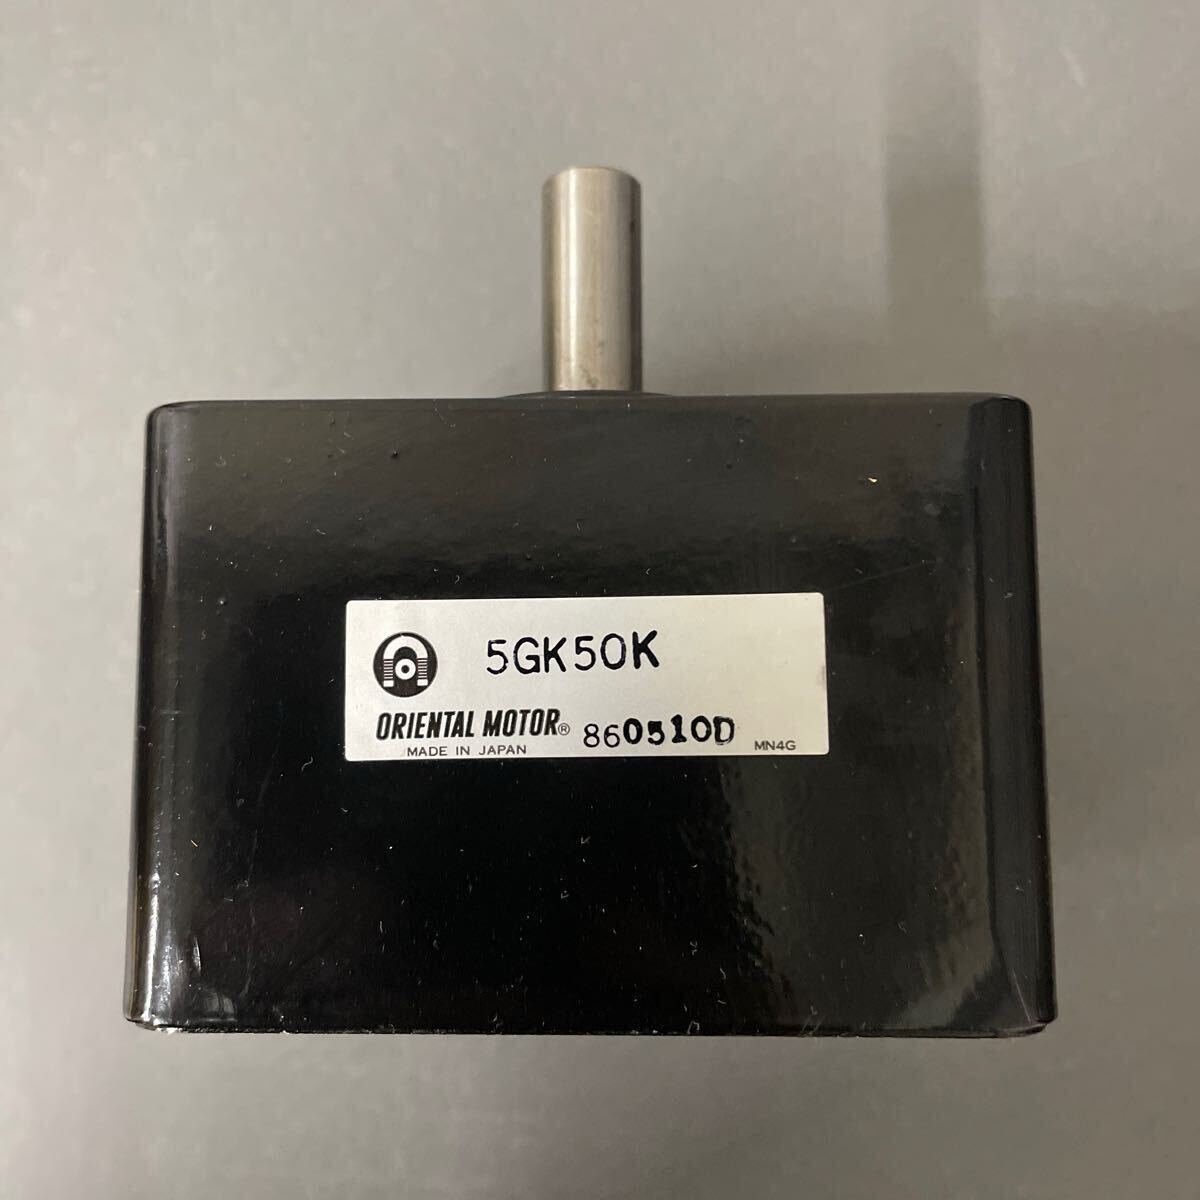 5GK50K
ORIENTAL MOTOR® 860510D
MADE IN JAPAN MN4G